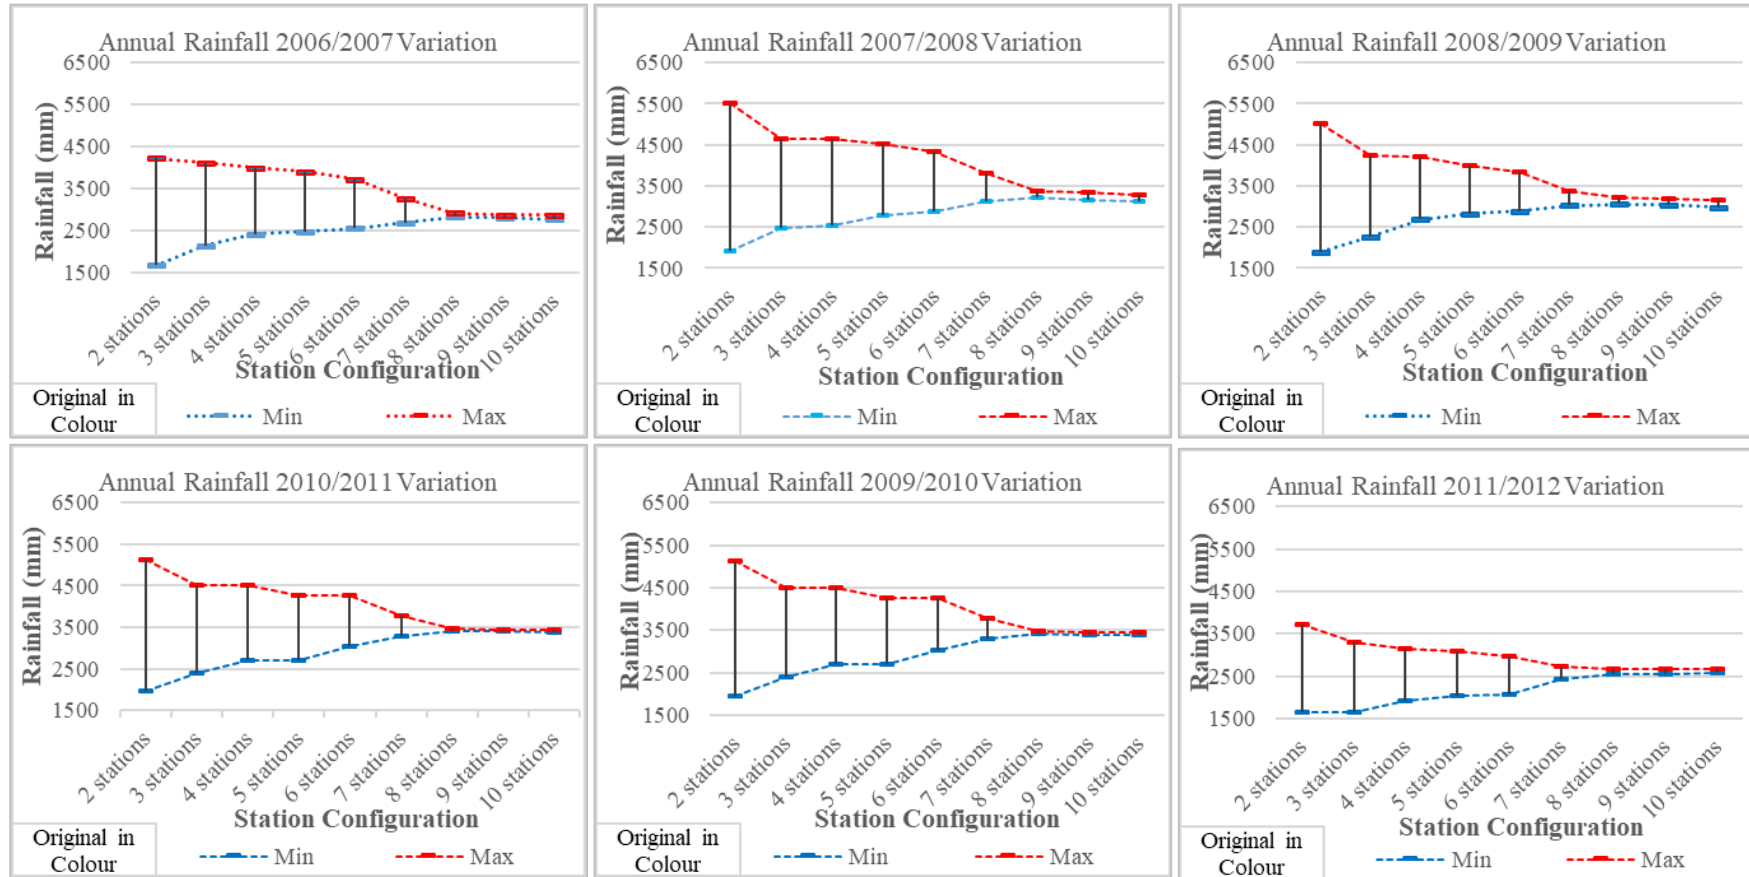 Annual Rainfall 2006/2007 Variation
6500
5500
4500
3500
2500
1500
Rainfall (mm)
2 stations
3 stations
4 stations
5 stations
6 stations
7 stations
8 stations
9 stations
10 stations
Station Configuration
Original in
Colour
Min
Max
Annual Rainfall 2007/2008 Variation
6500
5500
4500
3500
2500
1500
Rainfall (mm)
2 stations
3 stations
4 stations
5 stations
6 stations
7 stations
8 stations
9 stations
10 stations
Station Configuration
Original in
Colour
Min
Max
Annual Rainfall 2008/2009 Variation
6500
5500
4500
3500
2500
1500
Rainfall (mm)
2 stations
3 stations
4 stations
5 stations
6 stations
7 stations
8 stations
9 stations
10 stations
Station Configuration
Original in
Colour
Min
Max
Annual Rainfall 2010/2011 Variation
6500
5500
4500
3500
2500
1500
Rainfall (mm)
2 stations
3 stations
4 stations
5 stations
6 stations
7 stations
8 stations
9 stations
10 stations
Station Configuration
Original in
Colour
Min
Max
Annual Rainfall 2009/2010 Variation
6500
5500
4500
3500
2500
1500
Rainfall (mm)
2 stations
3 stations
4 stations
5 stations
6 stations
7 stations
8 stations
9 stations
10 stations
Station Configuration
Original in
Colour
Min
Max
Annual Rainfall 2011/2012 Variation
6500
5500
4500
3500
2500
1500
Rainfall (mm)
2 stations
3 stations
4 stations
5 stations
6 stations
7 stations
8 stations
9 stations
10 stations
Station Configuration
Original in
Colour
Min
Max